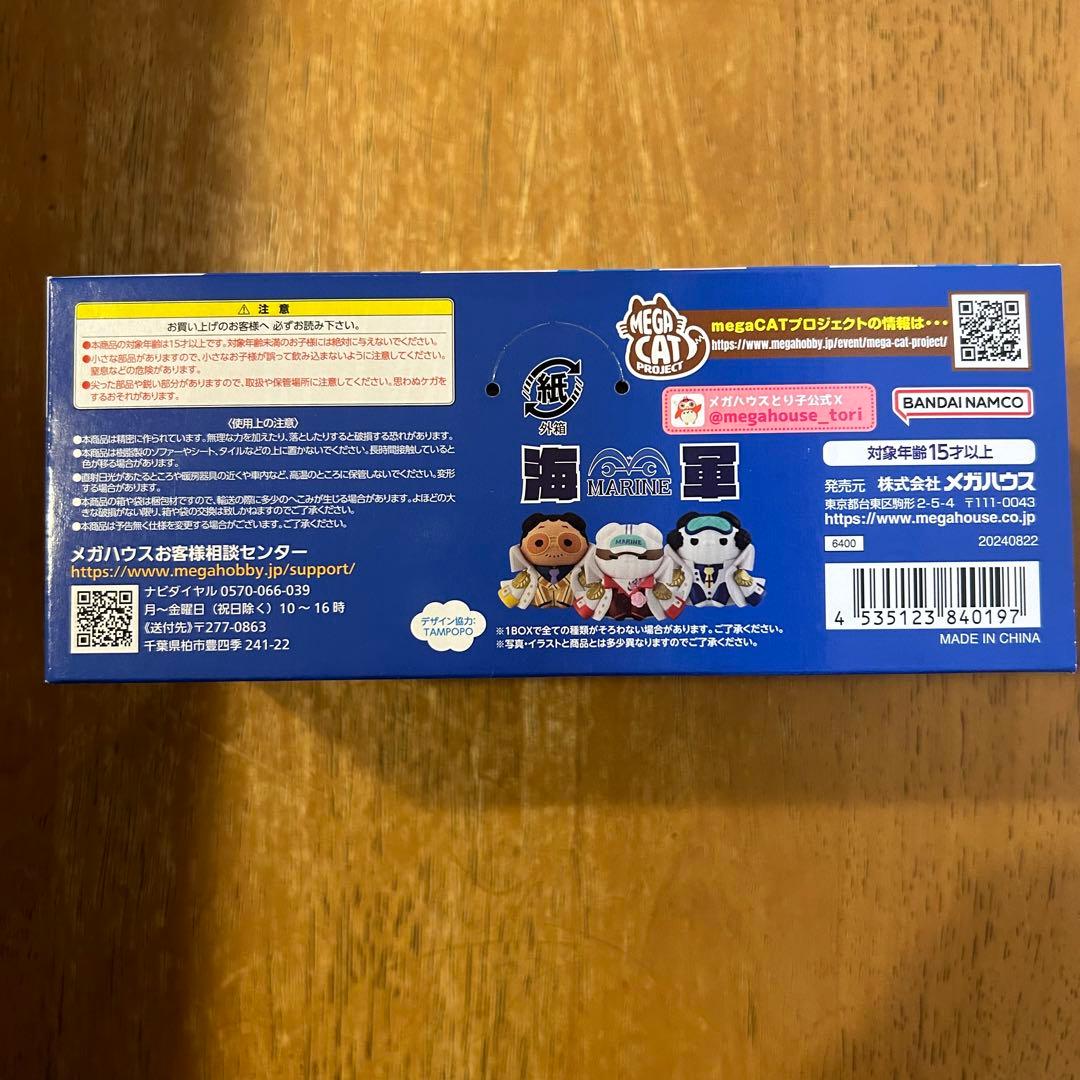 ⚠ 注意
お買い上げのお客様へ 必ずお読み下さい。
●本商品の対象年齢は15才以上です。対象年齢未満のお子様には絶対に与えないでください。
●小さな部品がありますので、小さなお子様が誤って飲み込まないように注意してください。
窒息などの危険があります。
●尖った部品や鋭い部分がありますので、取扱や保管場所に注意してください。思わぬケガを
するおそれがあります。
〈使用上の注意〉
●本商品は精密に作られています。無理な力を加えたり、落としたりすると破損する恐れがあります。
●本商品は樹脂製のソファーやシート、タイルなどの上に置かないでください。長時間接触していると
色が移る場合があります。
●直射日光があたるところや暖房器具の近くや車内など、高温のところに保管しないでください。変形
する場合があります。
●本商品の箱や袋は梱包材ですので、輸送の際に多少のへこみが生じる場合があります。よほどの大
きな破損がない限り、箱や袋の交換は致しかねますのでご了承ください。
●本商品は予告無く仕様を変更する場合がございます。ご了承ください。
メガハウスお客様相談センター
https://www.megahobby.jp/support/
ナビダイヤル 0570-066-039
月～金曜日（祝日除く）10～16時
《送付先》〒277-0863
千葉県柏市豊四季 241-22
デザイン協力:
TAMPOPO
紙
外箱
海 MARINE 軍
MARINE
※1BOXで全ての種類がそろわない場合があります。ご了承ください。
※写真・イラストと商品とは多少異なりますのでご了承ください。
MEGA
CAT
PROJECT
megaCATプロジェクトの情報は・・・
https://www.megahobby.jp/event/mega-cat-project/
メガハウスとり子公式X
@megahouse_tori
BANDAI NAMCO
対象年齢15才以上
発売元 株式会社メガハウス
東京都台東区駒形2-5-4 〒111-0043
https://www.megahouse.co.jp
6400
20240822
4 535123 840197
MADE IN CHINA